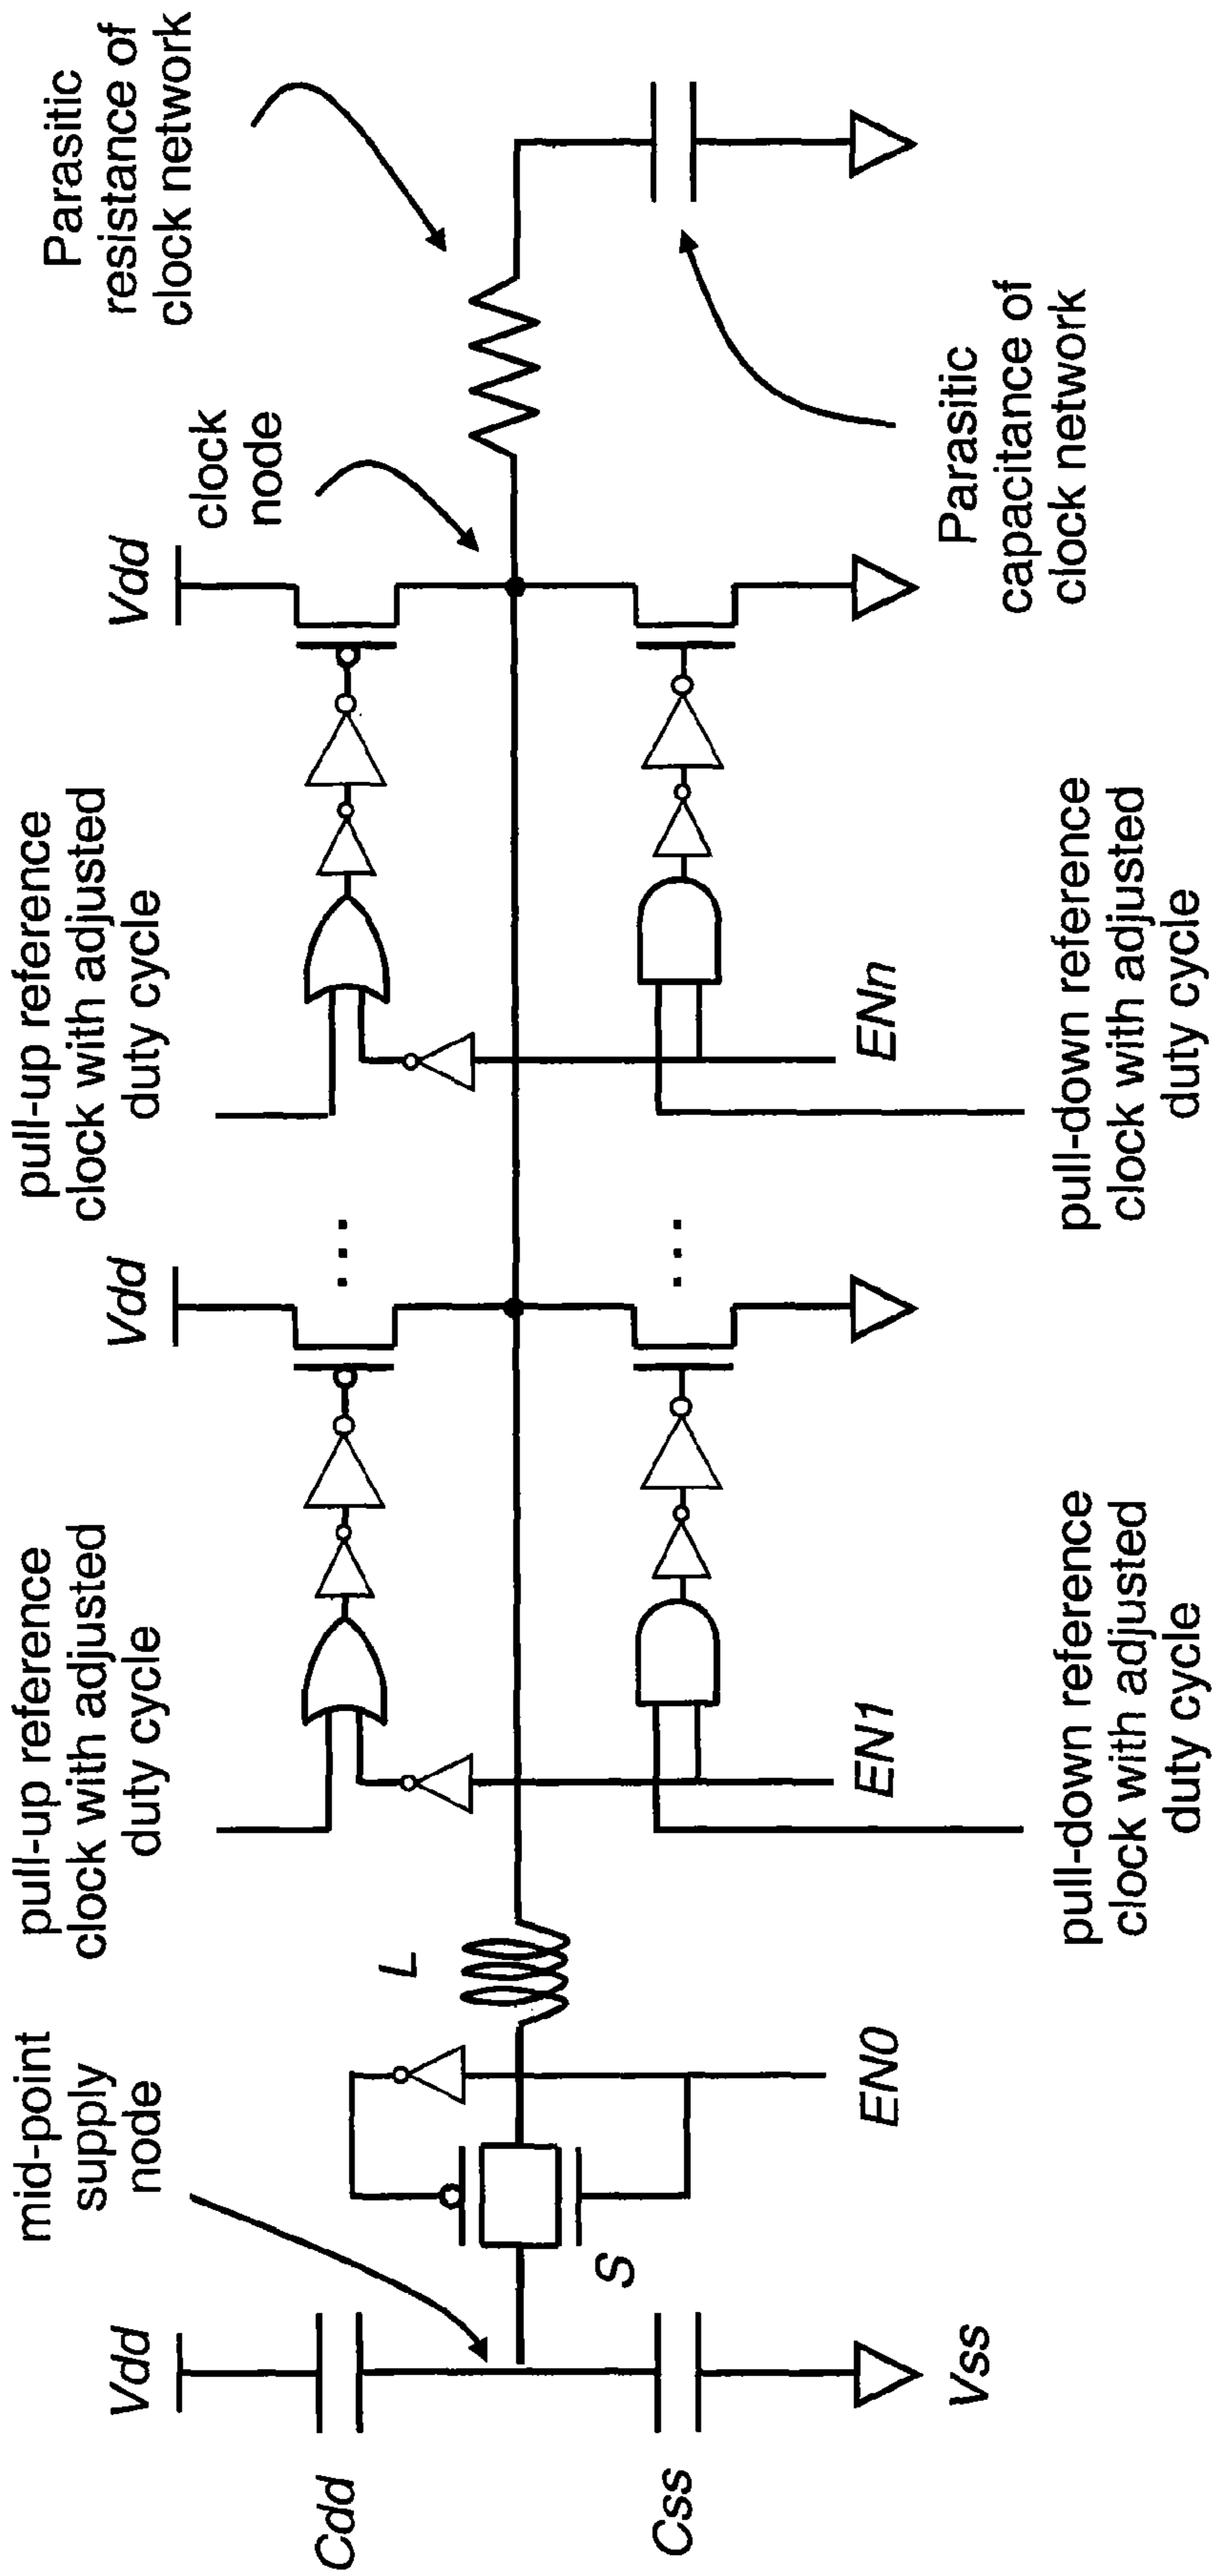 mid-point
supply
node
pull-up reference
clock with adjusted
duty cycle
pull-up reference
clock with adjusted
duty cycle
Parasitic
resistance of
clock network
Vdd
Vdd
Vdd
clock
node
Cdd
L
Css
S
Vss
EN0
EN1
ENn
...
...
Parasitic
capacitance of
clock network
pull-down reference
clock with adjusted
duty cycle
pull-down reference
clock with adjusted
duty cycle